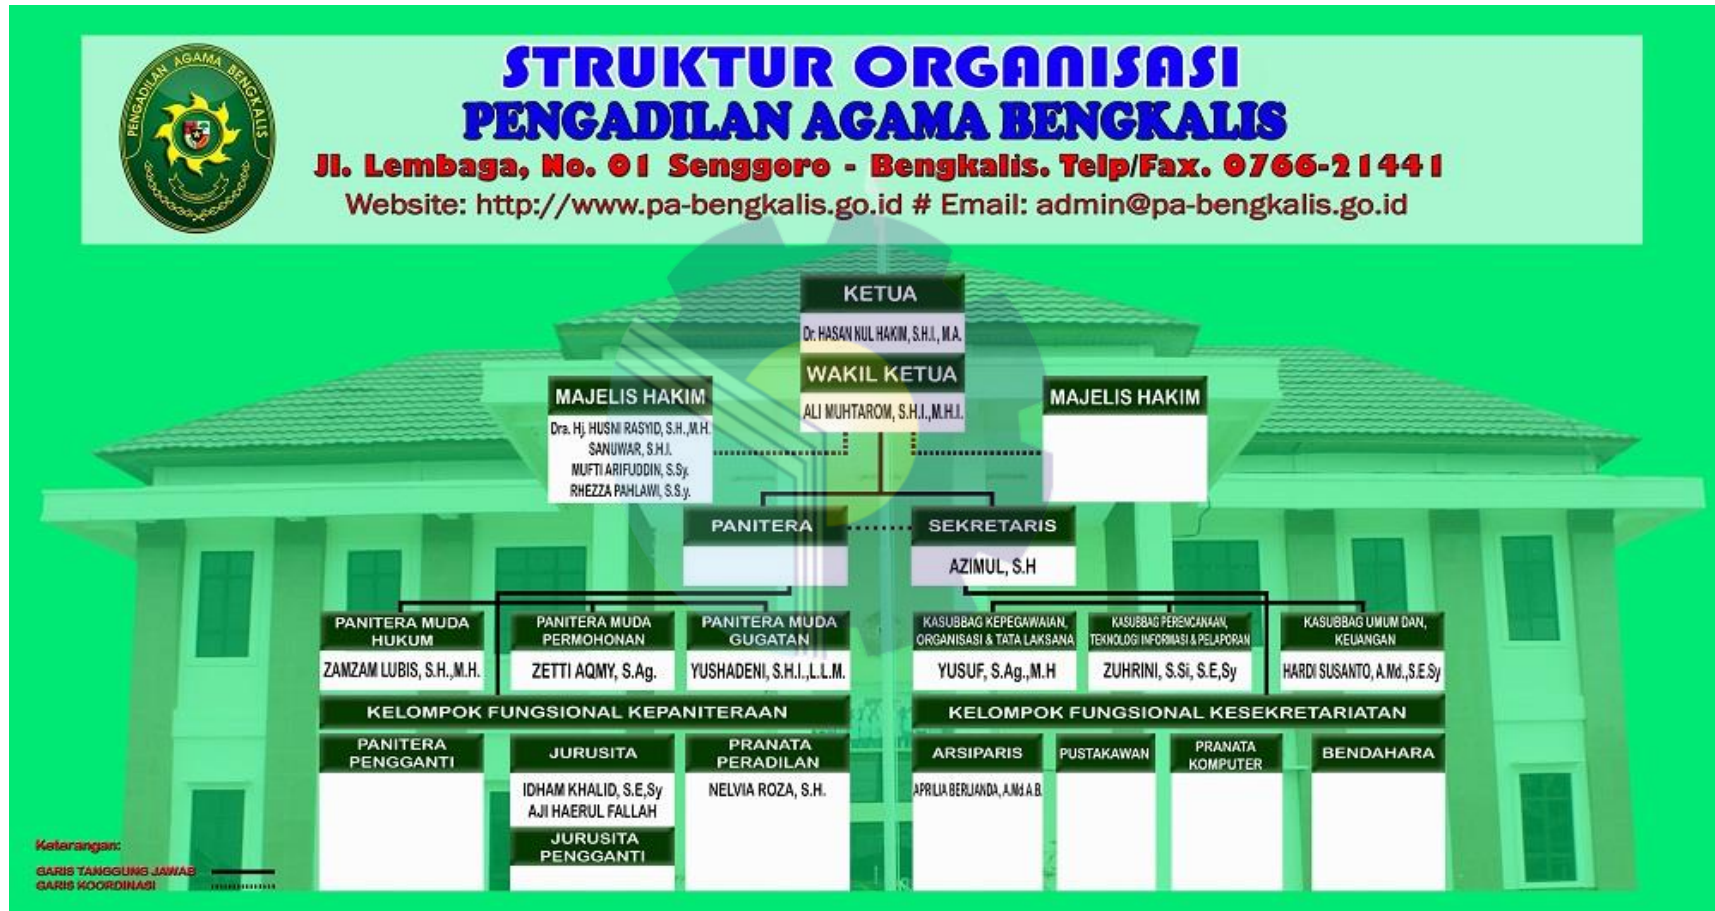 PENGADILAN AGAMA BENGKALIS
STRUKTUR ORGANISASI
PENGADILAN AGAMA BENGKALIS
Jl. Lembaga, No. 01 Senggoro - Bengkalis. Telp/Fax. 0766-21441
Website: http://www.pa-bengkalis.go.id # Email: admin@pa-bengkalis.go.id
KETUA
Dr. HASAN NUL HAKIM, S.H.I., M.A.
WAKIL KETUA
ALI MUHTAROM, S.H.I.,M.H.I.
MAJELIS HAKIM
Dra. Hj. HUSNI RASYID, S.H.,M.H.
SANUWAR, S.H.I.
MUFTI ARIFUDDIN, S.Sy.
RHEZZA PAHLAWI, S.S.y.
MAJELIS HAKIM
PANITERA
SEKRETARIS
AZIMUL, S.H
PANITERA MUDA
HUKUM
ZAMZAM LUBIS, S.H.,M.H.
PANITERA MUDA
PERMOHONAN
ZETTI AQMY, S.Ag.
PANITERA MUDA
GUGATAN
YUSHADENI, S.H.I.,L.L.M.
KASUBBAG KEPEGAWAIAN,
ORGANISASI & TATA LAKSANA
YUSUF, S.Ag.,M.H
KASUBBAG PERENCANAAN,
TEKNOLOGI INFORMASI & PELAPORAN
ZUHRINI, S.Si, S.E,Sy
KASUBBAG UMUM DAN,
KEUANGAN
HARDI SUSANTO, A.Md.,S.E.Sy
KELOMPOK FUNGSIONAL KEPANITERAAN
PANITERA
PENGGANTI
JURUSITA
IDHAM KHALID, S.E,Sy
AJI HAERUL FALLAH
JURUSITA
PENGGANTI
PRANATA
PERADILAN
NELVIA ROZA, S.H.
KELOMPOK FUNGSIONAL KESEKRETARIATAN
ARSIPARIS
APRILIA BERLIANDA, A.Md.A.B.
PUSTAKAWAN
PRANATA
KOMPUTER
BENDAHARA
Keterangan:
GARIS TANGGUNG JAWAB
GARIS KOORDINASI